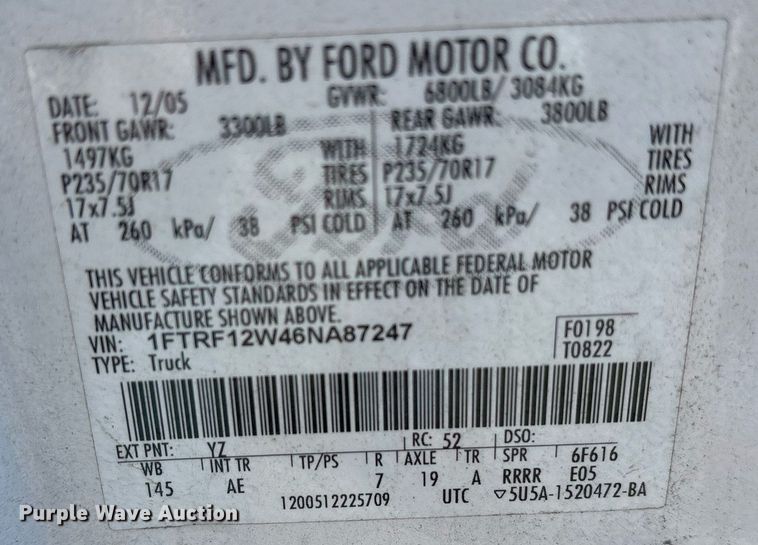 MFD. BY FORD MOTOR CO.
DATE: 12/05 GVWR: 6800LB/ 3084KG
FRONT GAWR: 3300LB REAR GAWR: 3800LB
1497KG WITH 1724KG WITH
P235/70R17 TIRES P235/70R17 TIRES
17x7.5J RIMS 17x7.5J RIMS
AT 260 kPa/ 38 PSI COLD AT 260 kPa/ 38 PSI COLD
Ford
THIS VEHICLE CONFORMS TO ALL APPLICABLE FEDERAL MOTOR
VEHICLE SAFETY STANDARDS IN EFFECT ON THE DATE OF
MANUFACTURE SHOWN ABOVE.
VIN: 1FTRF12W46NA87247 F0198
TYPE: Truck T0822
EXT PNT: YZ RC: 52 DSO:
WB INT TR TP/PS R AXLE TR SPR 6F616
145 AE 7 19 A RRRR E05
1200512225709 UTC ▽5U5A-1520472-BA
Purple Wave Auction